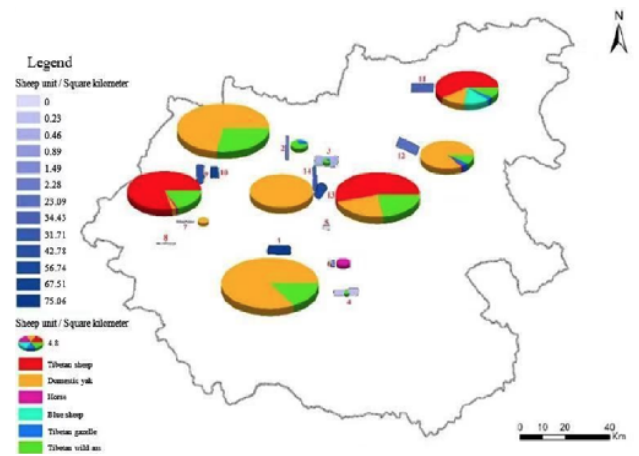 N
Legend
Sheep unit / Square kilometer
0
0.23
0.46
0.89
1.49
2.28
23.09
34.45
31.71
42.78
56.74
67.51
75.06
Sheep unit / Square kilometer
4.8
Tibetan sheep
Domestic yak
Horse
Blue sheep
Tibetan gazelle
Tibetan wild ass
11
12
2
3
10
14
13
7
8
1
4
0 10 20 40
Km